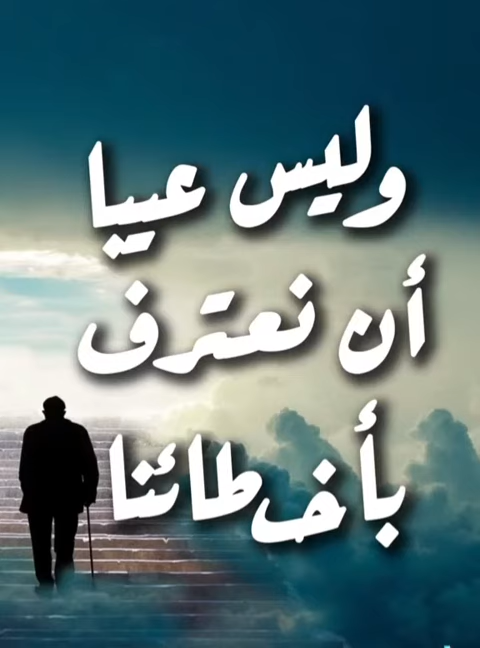 وليس عيبا
أن نعترف
بأخطائنا